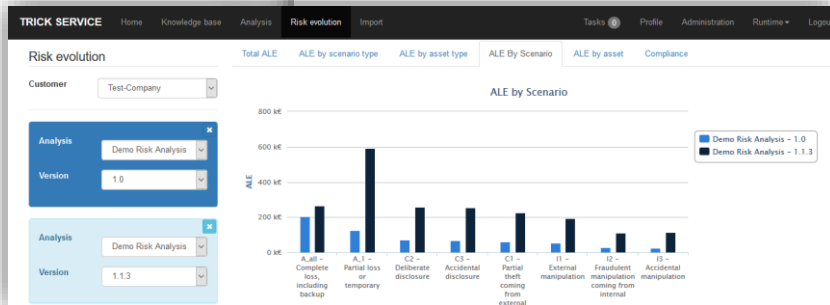 TRICK SERVICE Home Knowledge base Analysis Risk evolution Import Tasks 0 Profile Administration Runtime Logout
Risk evolution
Total ALE ALE by scenario type ALE by asset type ALE By Scenario ALE by asset Compliance
Customer Test-Company
Analysis Demo Risk Analysis
Version 1.0
Analysis Demo Risk Analysis
Version 1.1.3
ALE by Scenario
800 k€
600 k€
400 k€
200 k€
0 k€
ALE
Demo Risk Analysis - 1.0
Demo Risk Analysis - 1.1.3
A_all -
Complete
loss,
including
backup
A_1 -
Partial loss
or
temporary
C2 -
Deliberate
disclosure
C3 -
Accidental
disclosure
C1 -
Partial
theft
coming
from
external
I1 -
External
manipulation
I2 -
Fraudulent
manipulation
coming from
internal
I3 -
Accidental
manipulation